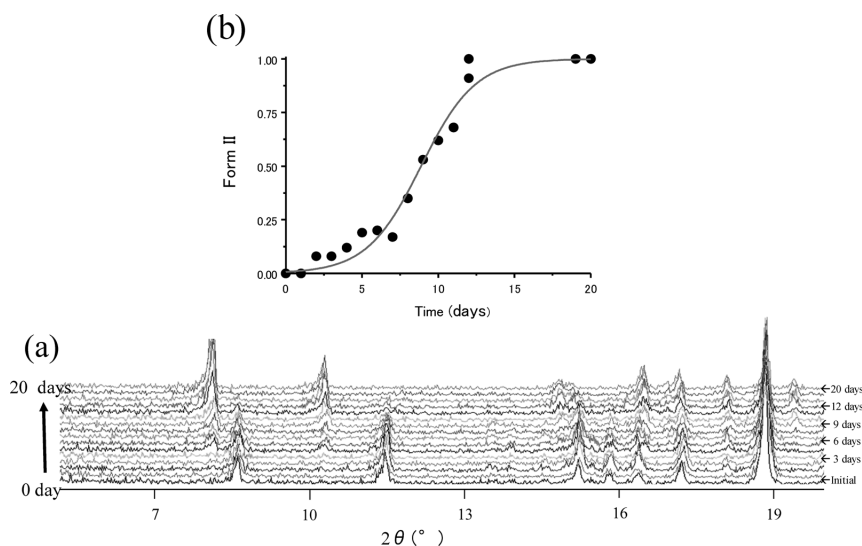 (b)
1.00
0.75
0.50
0.25
0.00
Form II
0 5 10 15 20
Time (days)
(a)
20 days
0 day
←20 days
←12 days
←9 days
←6 days
←3 days
←Initial
7 10 13 16 19
2θ(°)